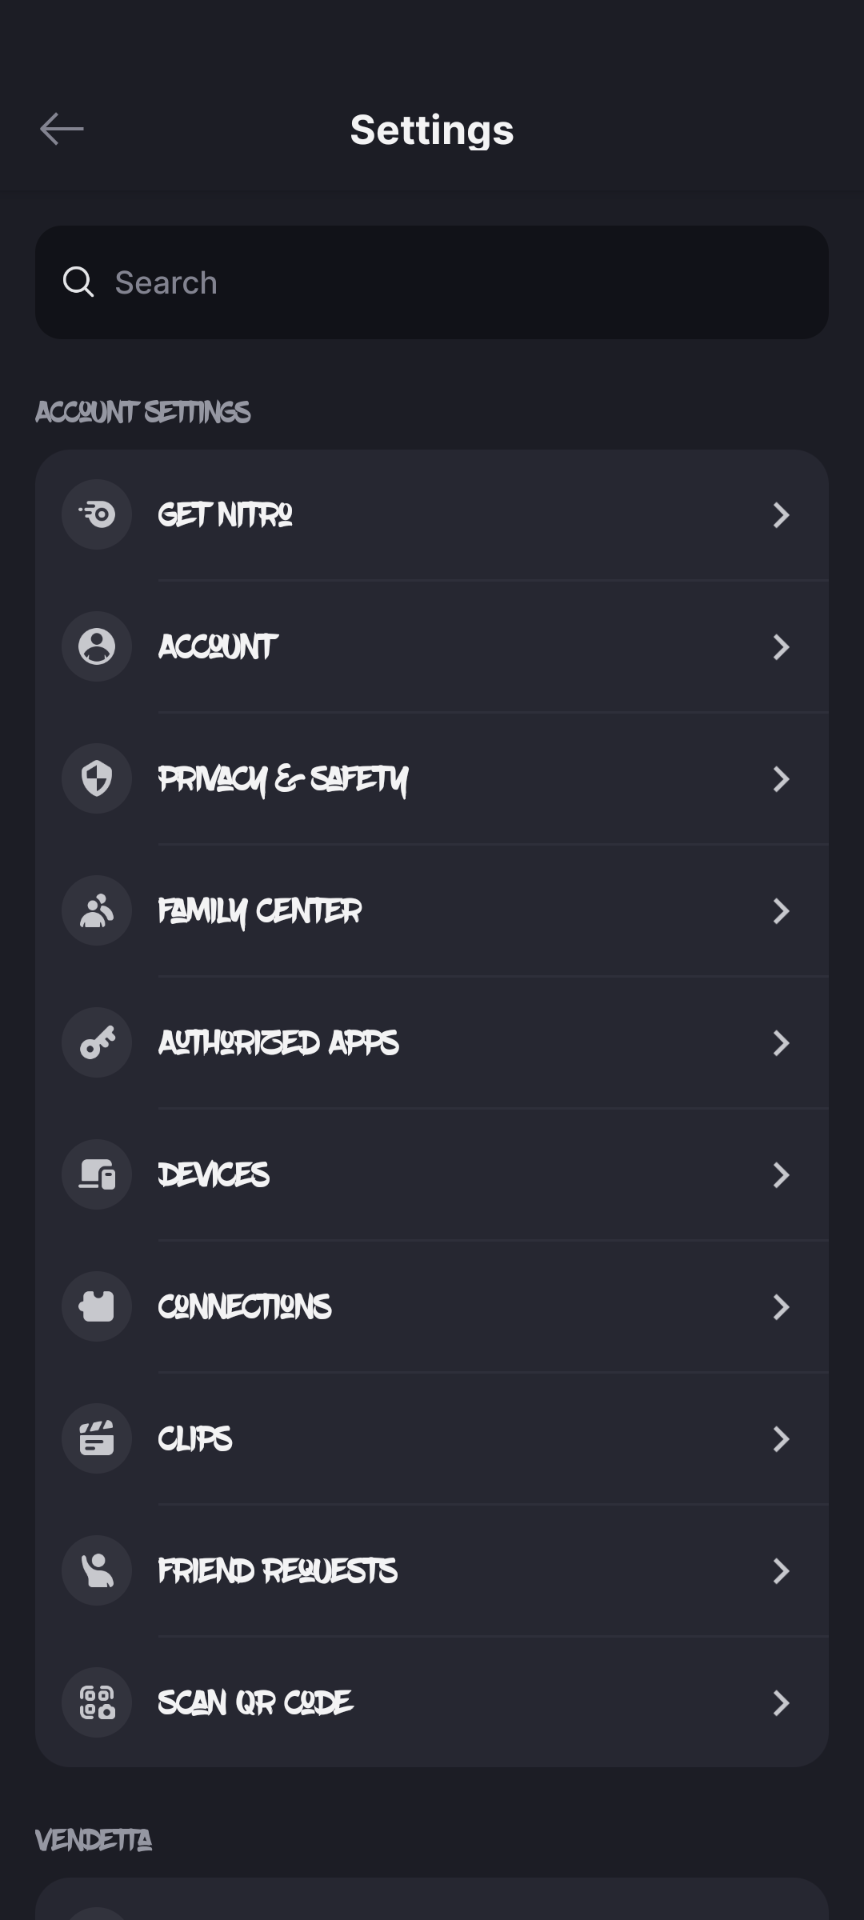 Settings
Search
ACCOUNT SETTINGS
GET NITRO
ACCOUNT
PRIVACY & SAFETY
FAMILY CENTER
AUTHORIZED APPS
DEVICES
CONNECTIONS
CLIPS
FRIEND REQUESTS
SCAN QR CODE
VENDETTA